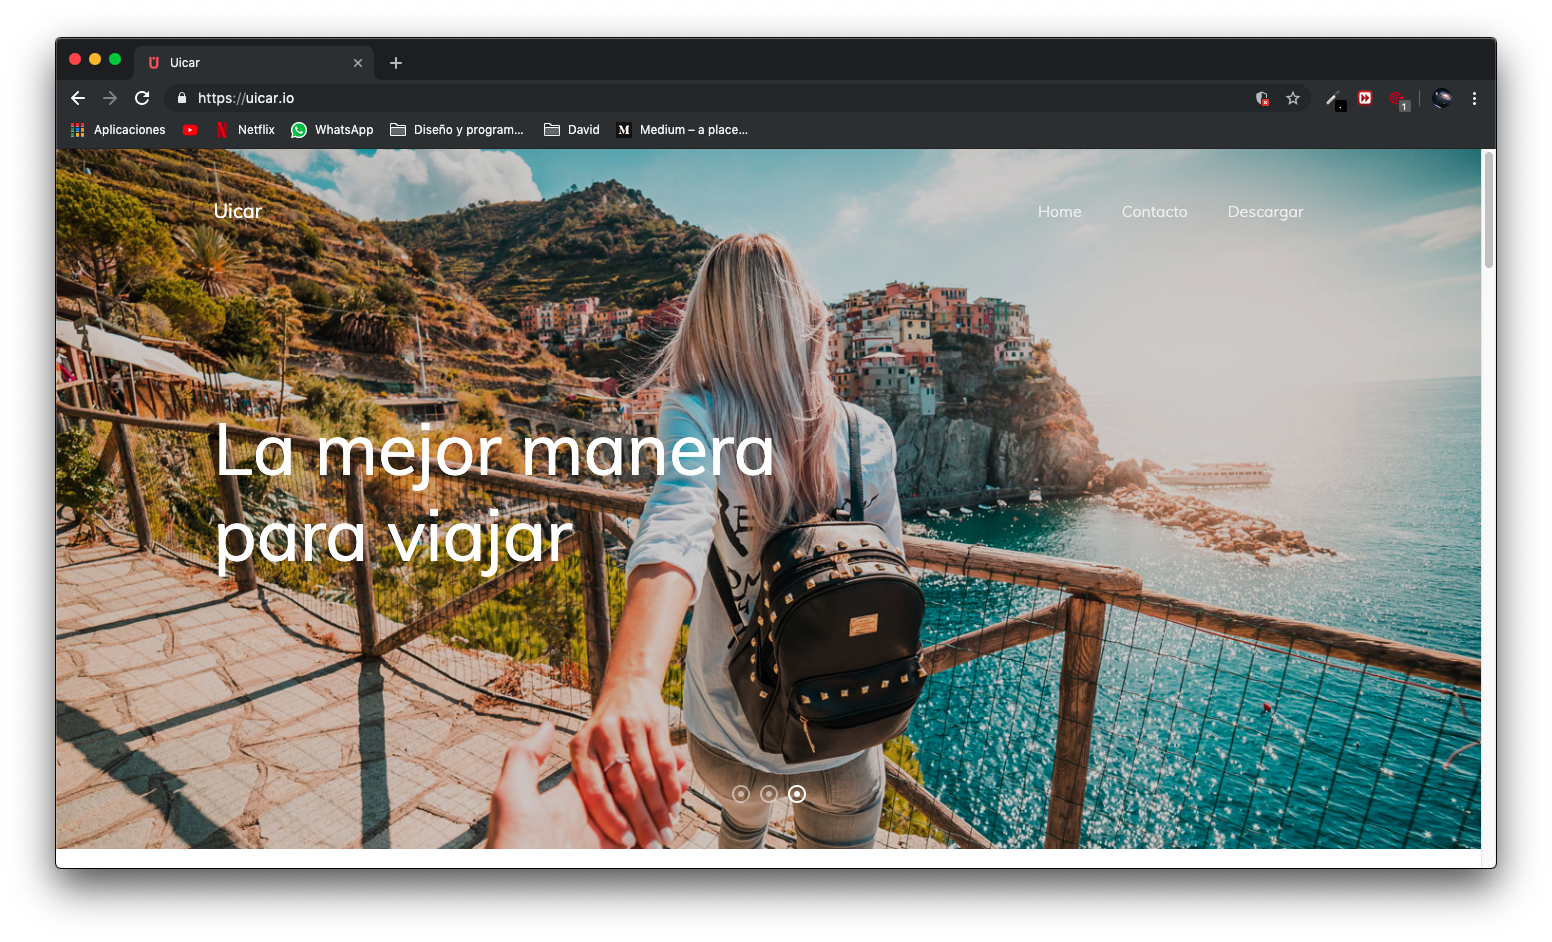 Uicar
https://uicar.io
1
Aplicaciones Netflix WhatsApp Diseño y program... David M Medium – a place...
Uicar Home Contacto Descargar
La mejor manera
para viajar